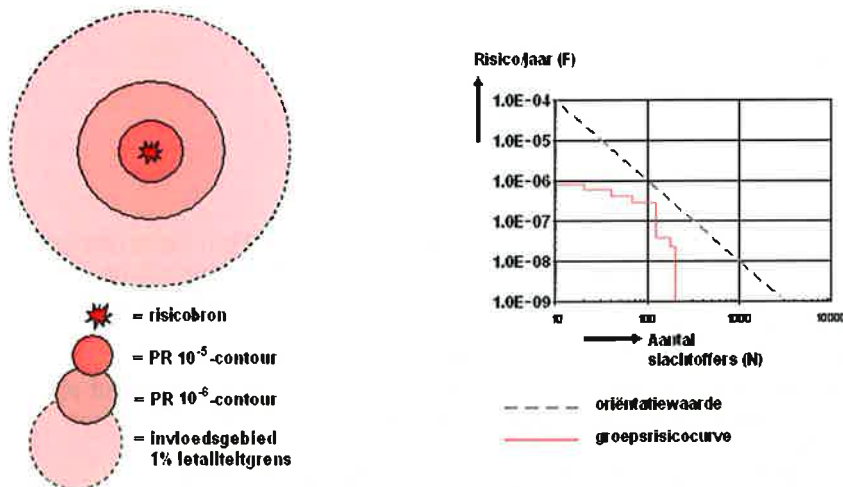 = risicobron
= PR 10⁻⁵-contour
= PR 10⁻⁶-contour
= invloedsgebied
1% letaliteitgrens
Risico/jaar (F)
1.0E-04
1.0E-05
1.0E-06
1.0E-07
1.0E-08
1.0E-09
10
100
1000
10000
Aantal
slachtoffers (N)
oriëntatiewaarde
groepsrisicocurve